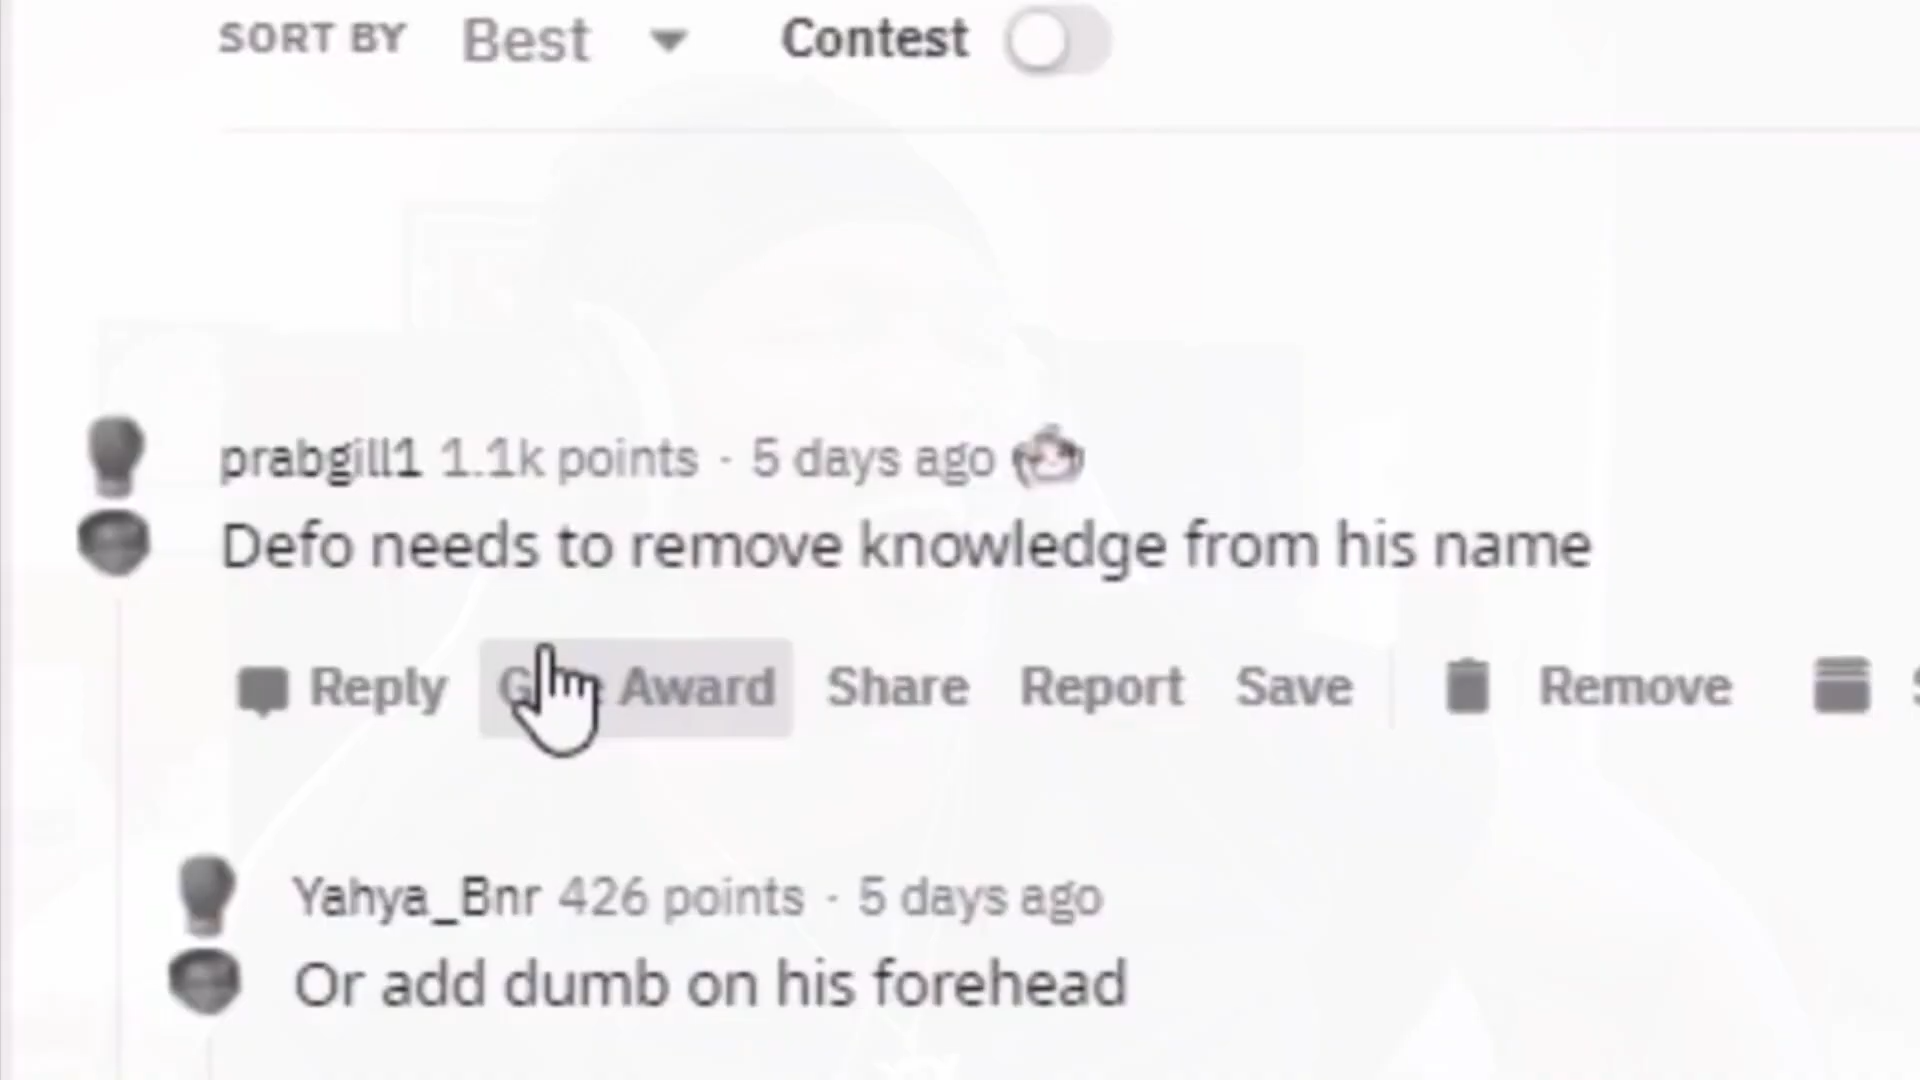 SORT BY Best Contest
prabgill1 1.1k points · 5 days ago
Defo needs to remove knowledge from his name
Reply Award Share Report Save Remove
Yahya_Bnr 426 points · 5 days ago
Or add dumb on his forehead